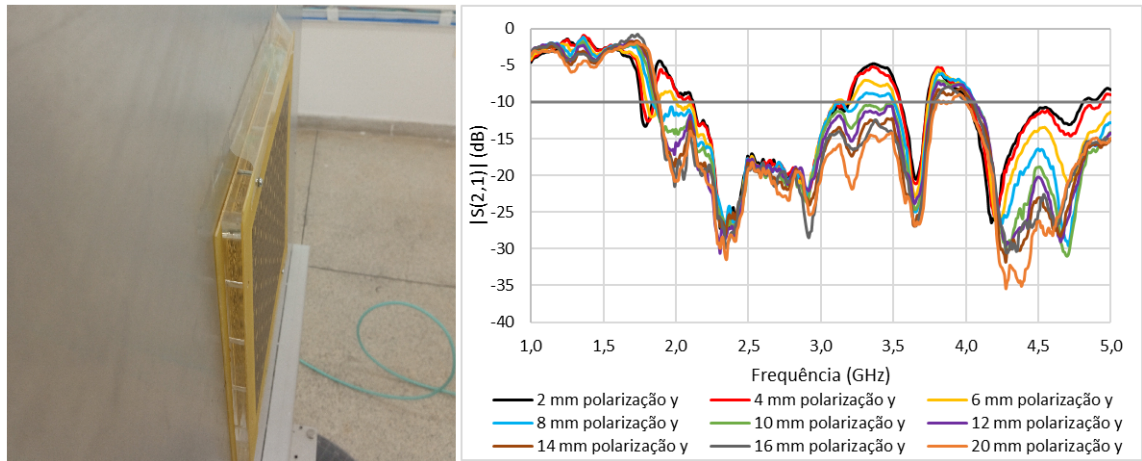 0
-5
-10
-15
-20
-25
-30
-35
-40
|S(2,1)| (dB)
1,0 1,5 2,0 2,5 3,0 3,5 4,0 4,5 5,0
Frequência (GHz)
2 mm polarização y 4 mm polarização y 6 mm polarização y
8 mm polarização y 10 mm polarização y 12 mm polarização y
14 mm polarização y 16 mm polarização y 20 mm polarização y